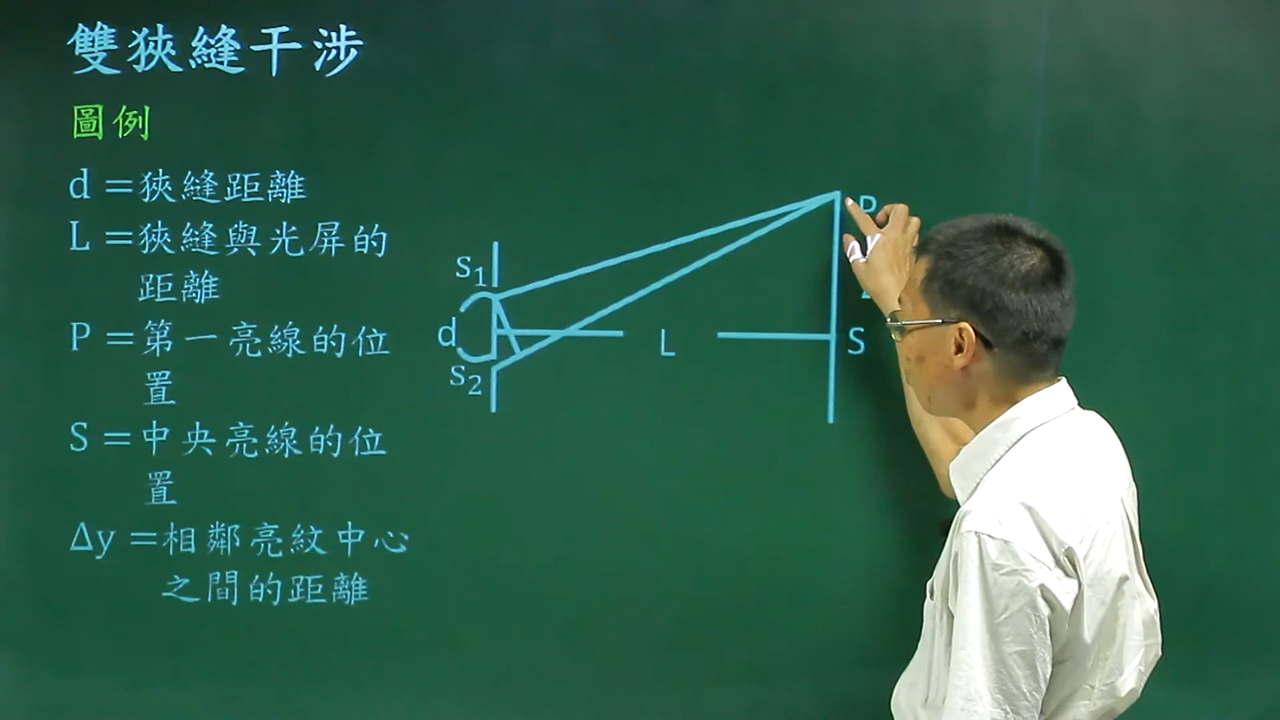 雙狹縫干涉
圖例
d =狹縫距離
L =狹縫與光屏的
距離
P =第一亮線的位
置
S =中央亮線的位
置
Δy =相鄰亮紋中心
之間的距離
S1
d
S2
L
P
Δy
S